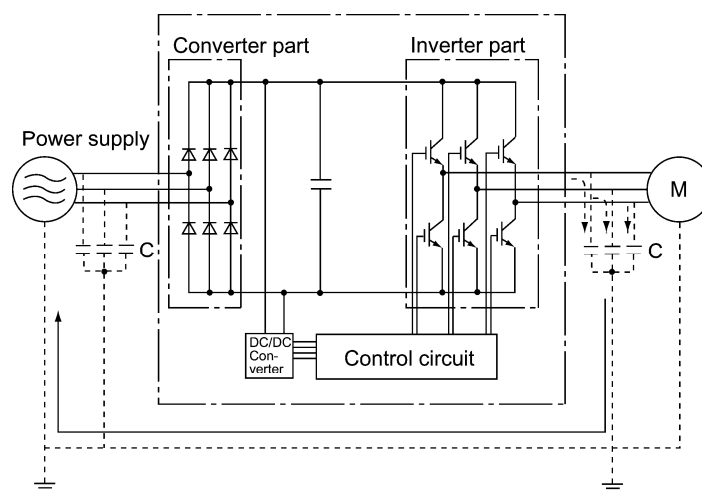 Converter part
Inverter part
Power supply
M
C
C
DC/DC
Con-
verter
Control circuit